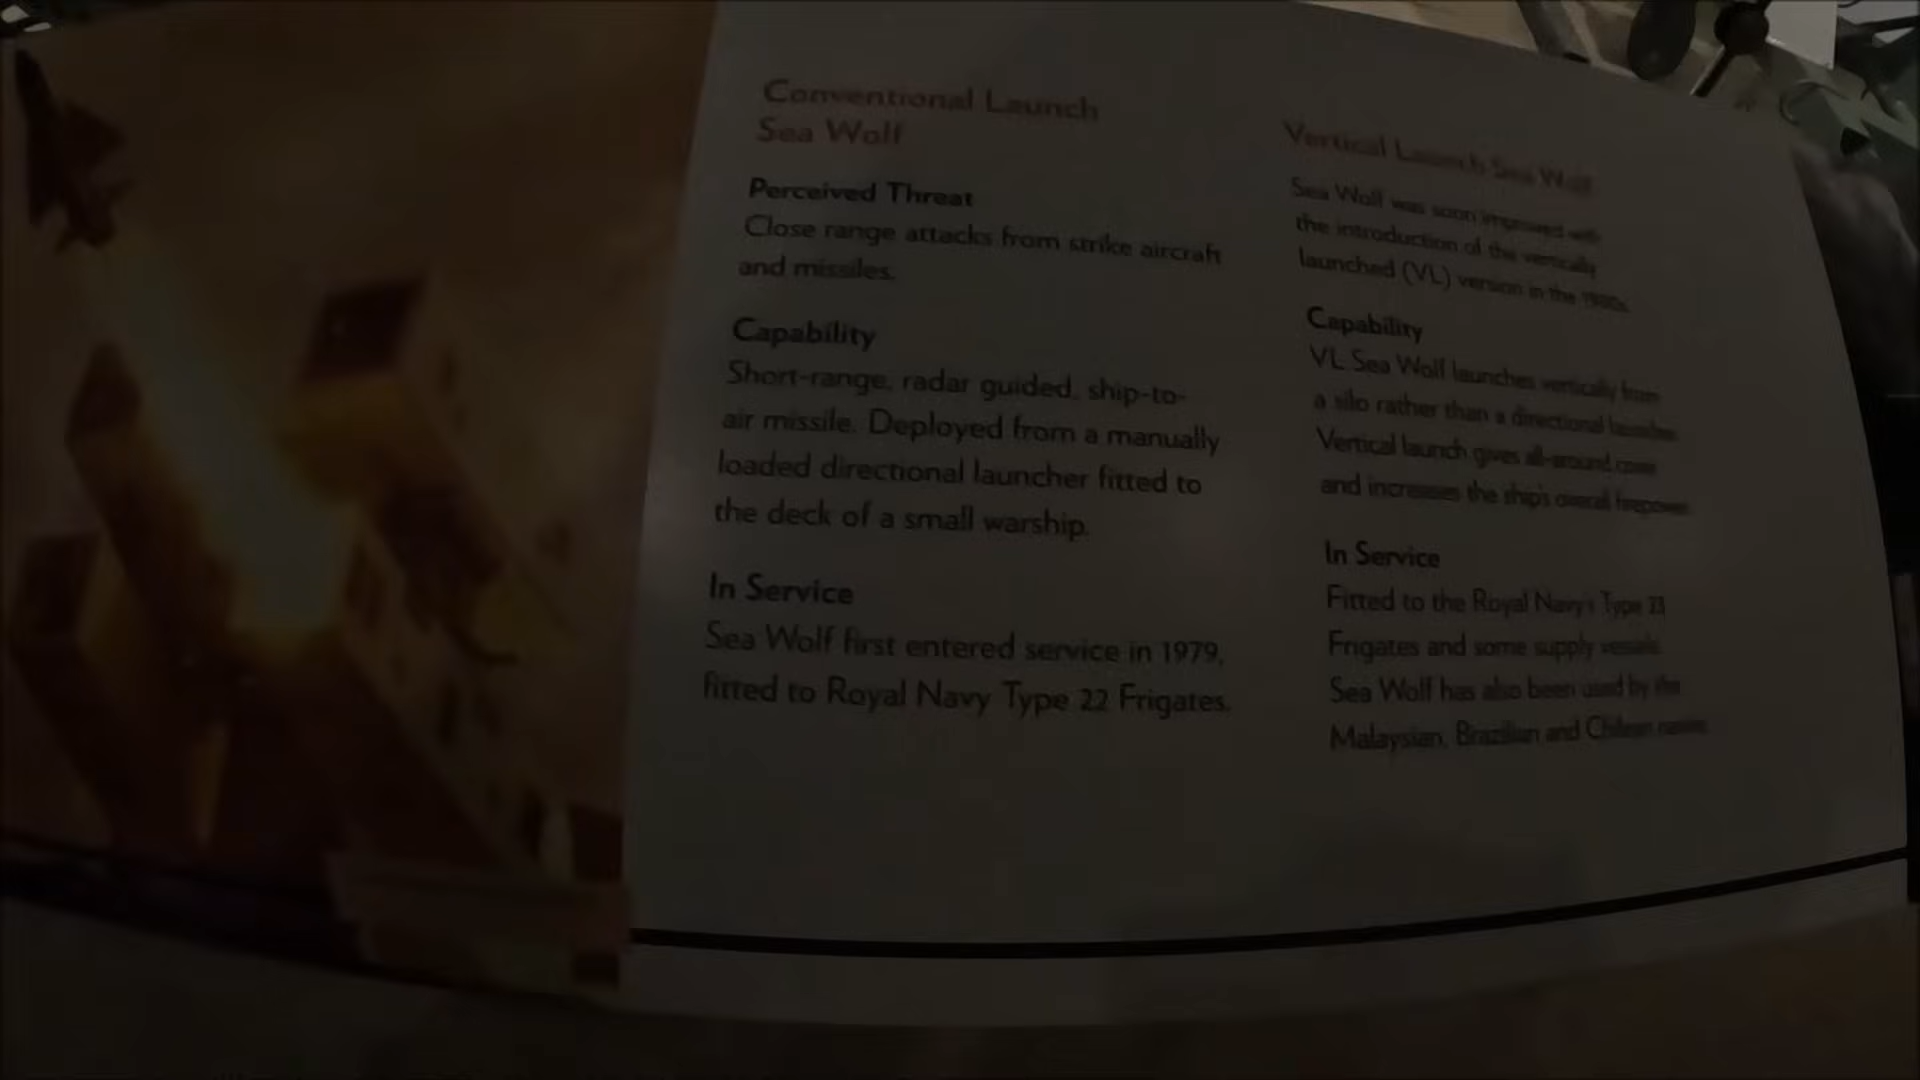 Conventional Launch
Sea Wolf
Perceived Threat
Close range attacks from strike aircraft
and missiles.
Capability
Short-range, radar guided, ship-to-
air missile. Deployed from a manually
loaded directional launcher fitted to
the deck of a small warship.
In Service
Sea Wolf first entered service in 1979,
fitted to Royal Navy Type 22 Frigates.
Vertical Launch Sea Wolf
Sea Wolf was soon improved with
the introduction of the vertically
launched (VL) version in the
Capability
VL Sea Wolf launches vertically from
a silo rather than a directional launcher.
Vertical launch gives all-around cover
and increases the ship's overall firepower.
In Service
Fitted to the Royal Navy's Type 23
Frigates and some supply vessels.
Sea Wolf has also been used by the
Malaysian, Brazilian and Chilean navies.